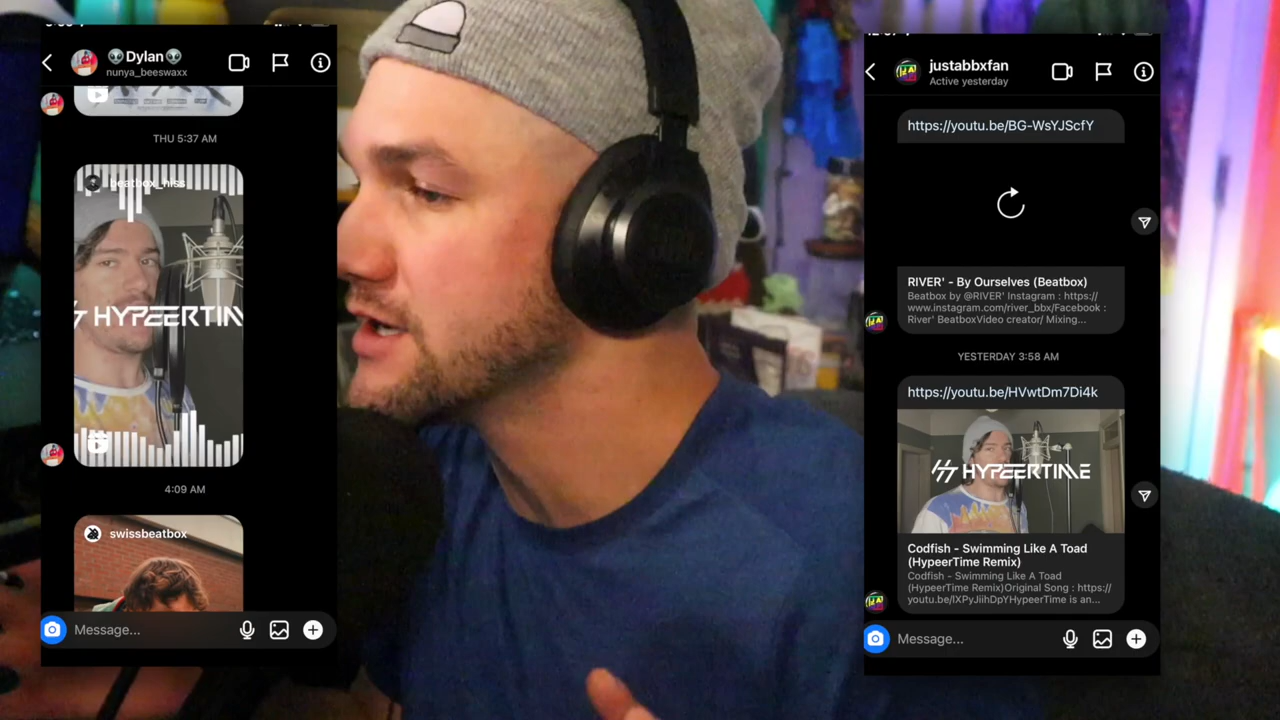 👽Dylan👽
nunya_beeswaxx
THU 5:37 AM
beatbox_hiss
HYPEERTIM
4:09 AM
swissbeatbox
Message...
justabbxfan
Active yesterday
https://youtu.be/BG-WsYJScfY
RIVER' - By Ourselves (Beatbox)
Beatbox by @RIVER' Instagram : https://
www.instagram.com/river_bbx/Facebook :
River' BeatboxVideo creator/ Mixing...
YESTERDAY 3:58 AM
https://youtu.be/HVwtDm7Di4k
HYPEERTIME
Codfish - Swimming Like A Toad
(HypeerTime Remix)
Codfish - Swimming Like A Toad
(HypeerTime Remix)Original Song : https://
youtu.be/lXPyJiihDpYHypeerTime is an...
Message...